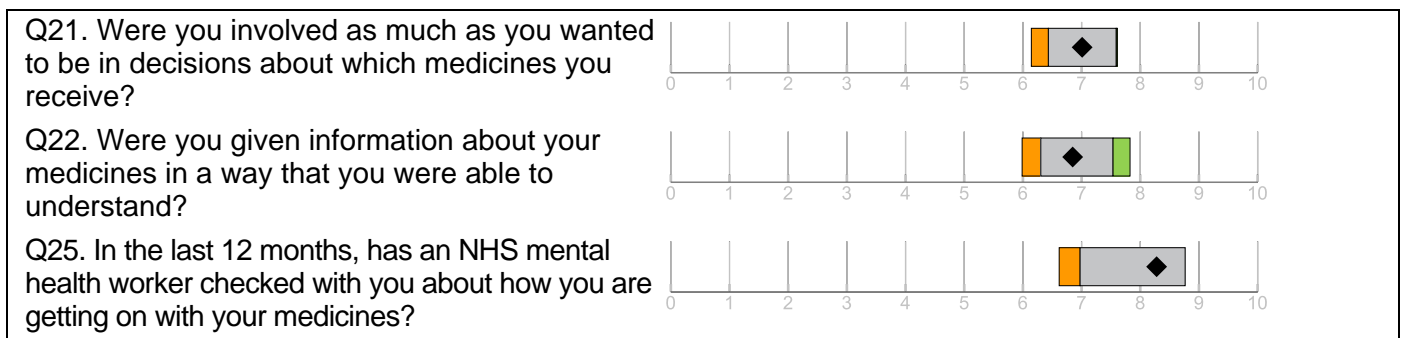 Q21. Were you involved as much as you wanted
to be in decisions about which medicines you
receive?
0 1 2 3 4 5 6 7 8 9 10
Q22. Were you given information about your
medicines in a way that you were able to
understand?
0 1 2 3 4 5 6 7 8 9 10
Q25. In the last 12 months, has an NHS mental
health worker checked with you about how you are
getting on with your medicines?
0 1 2 3 4 5 6 7 8 9 10